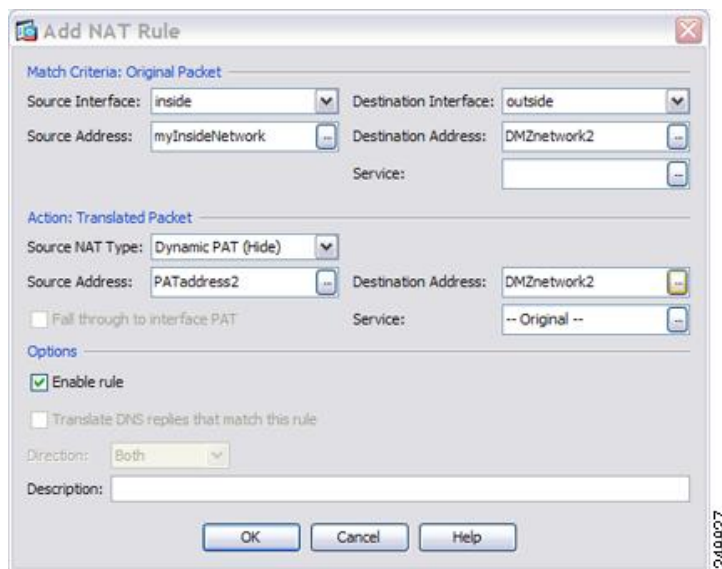 Add NAT Rule
Match Criteria: Original Packet
Source Interface: inside Destination Interface: outside
Source Address: myInsideNetwork Destination Address: DMZnetwork2
Service:
Action: Translated Packet
Source NAT Type: Dynamic PAT (Hide)
Source Address: PATaddress2 Destination Address: DMZnetwork2
Fall through to interface PAT Service: -- Original --
Options
Enable rule
Translate DNS replies that match this rule
Direction: Both
Description:
OK Cancel Help
248827